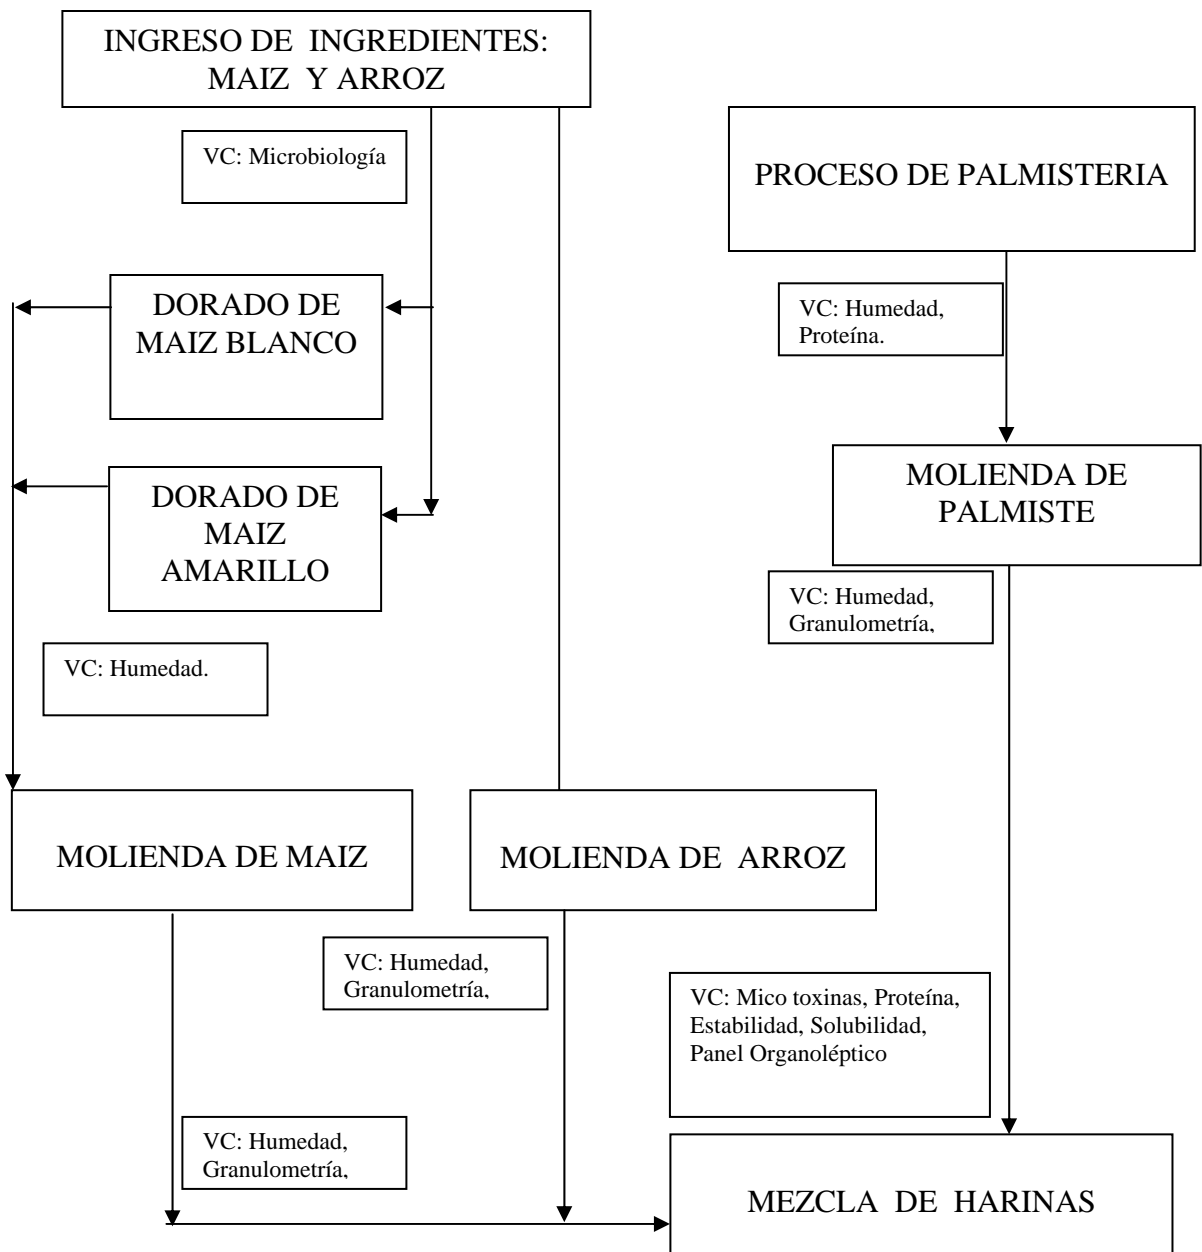 INGRESO DE INGREDIENTES:
MAIZ Y ARROZ
VC: Microbiología
PROCESO DE PALMISTERIA
DORADO DE
MAIZ BLANCO
VC: Humedad,
Proteína.
DORADO DE
MAIZ
AMARILLO
MOLIENDA DE
PALMISTE
VC: Humedad,
Granulometría,
VC: Humedad.
MOLIENDA DE MAIZ
MOLIENDA DE ARROZ
VC: Humedad,
Granulometría,
VC: Mico toxinas, Proteína,
Estabilidad, Solubilidad,
Panel Organoléptico
VC: Humedad,
Granulometría,
MEZCLA DE HARINAS